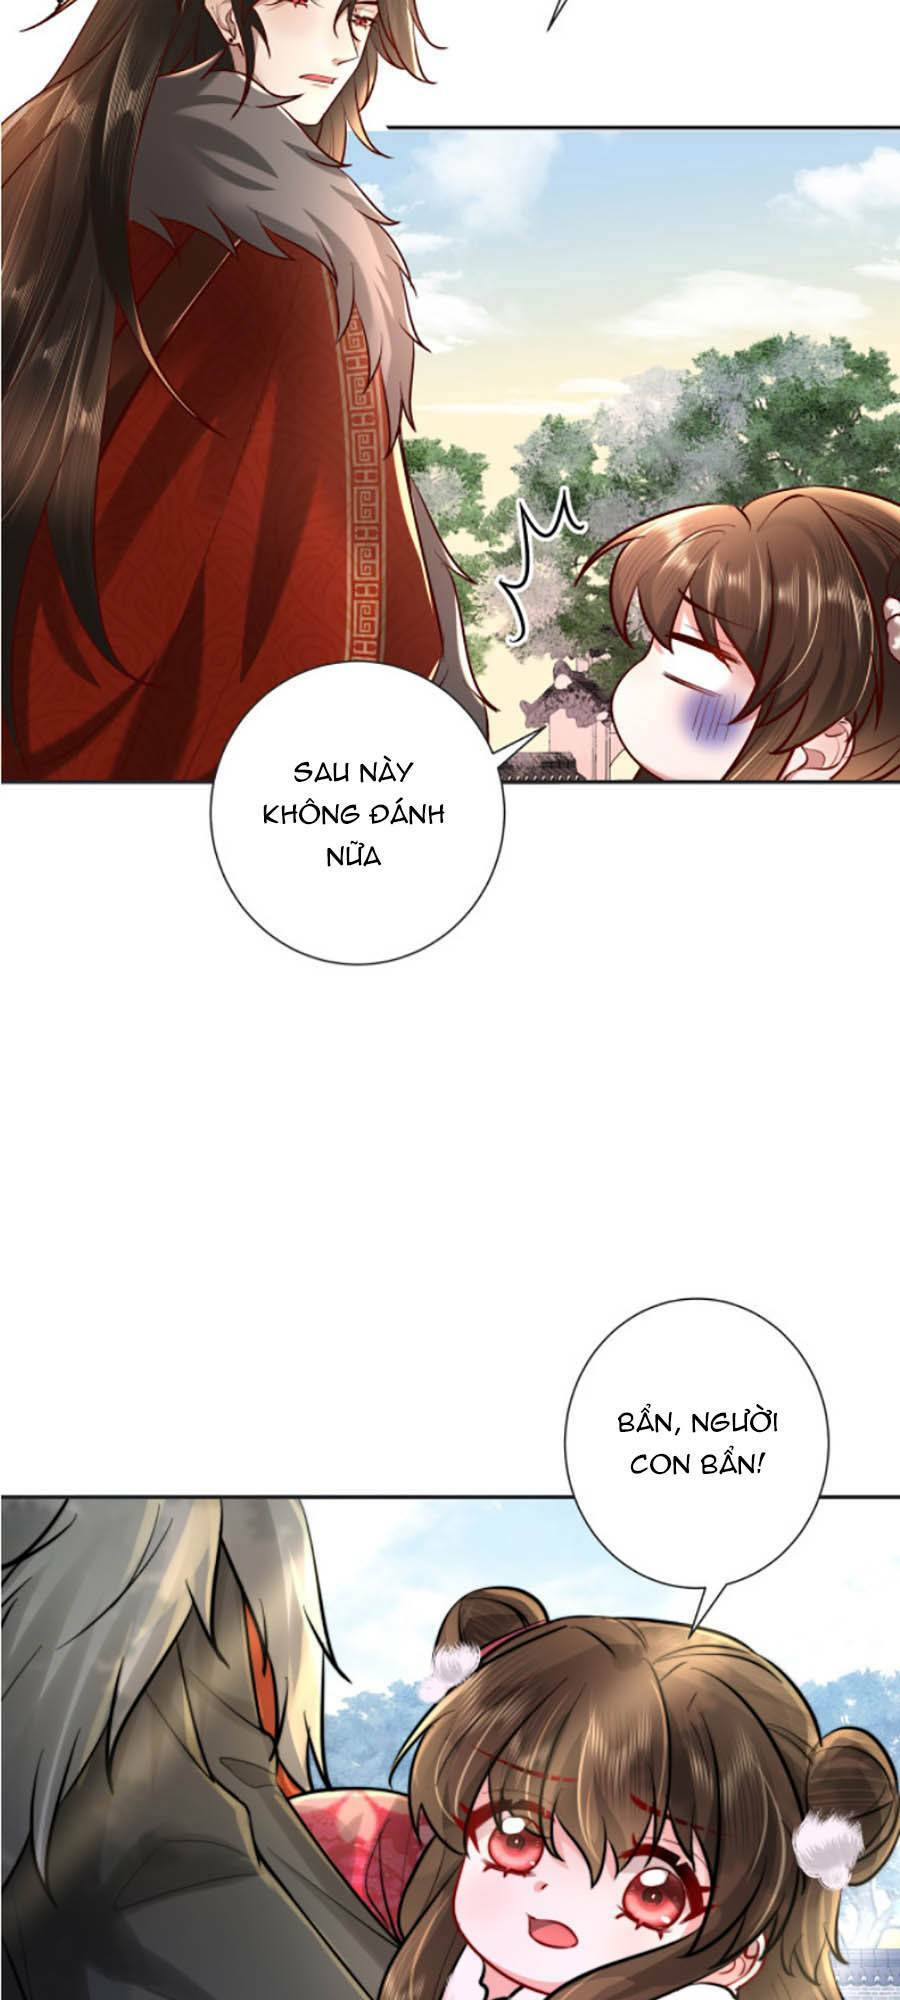 SAU NÀY
KHÔNG ĐÁNH
NỮA
BẨN, NGƯỜI
CON BẨN!